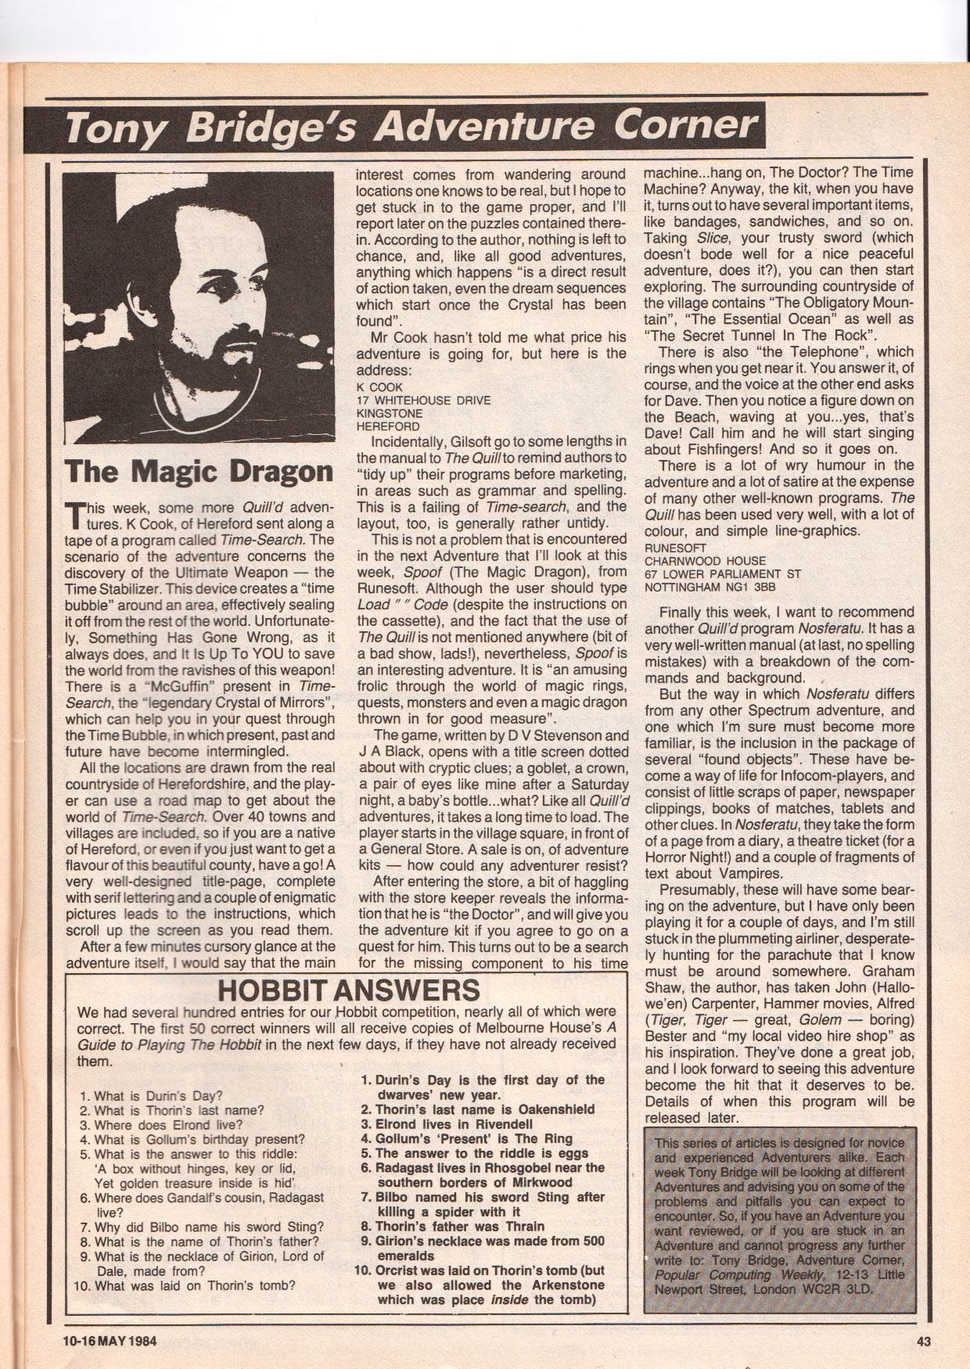 Tony Bridge's Adventure Corner
The Magic Dragon
This week, some more Quill'd adven-
tures. K Cook, of Hereford sent along a
tape of a program called Time-Search. The
scenario of the adventure concerns the
discovery of the Ultimate Weapon — the
Time Stabilizer. This device creates a "time
bubble" around an area, effectively sealing
it off from the rest of the world. Unfortunate-
ly, Something Has Gone Wrong, as it
always does, and It Is Up To YOU to save
the world from the ravishes of this weapon!
There is a "McGuffin" present in Time-
Search, the "legendary Crystal of Mirrors",
which can help you in your quest through
the Time Bubble, in which present, past and
future have become intermingled.
All the locations are drawn from the real
countryside of Herefordshire, and the play-
er can use a road map to get about the
world of Time-Search. Over 40 towns and
villages are included, so if you are a native
of Hereford, or even if you just want to get a
flavour of this beautiful county, have a go! A
very well-designed title-page, complete
with serif lettering and a couple of enigmatic
pictures leads to the instructions, which
scroll up the screen as you read them.
After a few minutes cursory glance at the
adventure itself, I would say that the main
interest comes from wandering around
locations one knows to be real, but I hope to
get stuck in to the game proper, and I'll
report later on the puzzles contained there-
in. According to the author, nothing is left to
chance, and, like all good adventures,
anything which happens "is a direct result
of action taken, even the dream sequences
which start once the Crystal has been
found".
Mr Cook hasn't told me what price his
adventure is going for, but here is the
address:
K COOK
17 WHITEHOUSE DRIVE
KINGSTONE
HEREFORD
Incidentally, Gilsoft go to some lengths in
the manual to The Quill to remind authors to
"tidy up" their programs before marketing,
in areas such as grammar and spelling.
This is a failing of Time-search, and the
layout, too, is generally rather untidy.
This is not a problem that is encountered
in the next Adventure that I'll look at this
week, Spoof (The Magic Dragon), from
Runesoft. Although the user should type
Load " " Code (despite the instructions on
the cassette), and the fact that the use of
The Quill is not mentioned anywhere (bit of
a bad show, lads!), nevertheless, Spoof is
an interesting adventure. It is "an amusing
frolic through the world of magic rings,
quests, monsters and even a magic dragon
thrown in for good measure".
The game, written by D V Stevenson and
J A Black, opens with a title screen dotted
about with cryptic clues; a goblet, a crown,
a pair of eyes like mine after a Saturday
night, a baby's bottle...what? Like all Quill'd
adventures, it takes a long time to load. The
player starts in the village square, in front of
a General Store. A sale is on, of adventure
kits — how could any adventurer resist?
After entering the store, a bit of haggling
with the store keeper reveals the informa-
tion that he is "the Doctor", and will give you
the adventure kit if you agree to go on a
quest for him. This turns out to be a search
for the missing component to his time
machine...hang on, The Doctor? The Time
Machine? Anyway, the kit, when you have
it, turns out to have several important items,
like bandages, sandwiches, and so on.
Taking Slice, your trusty sword (which
doesn't bode well for a nice peaceful
adventure, does it?), you can then start
exploring. The surrounding countryside of
the village contains "The Obligatory Moun-
tain", "The Essential Ocean" as well as
"The Secret Tunnel In The Rock".
There is also "the Telephone", which
rings when you get near it. You answer it, of
course, and the voice at the other end asks
for Dave. Then you notice a figure down on
the Beach, waving at you...yes, that's
Dave! Call him and he will start singing
about Fishfingers! And so it goes on.
There is a lot of wry humour in the
adventure and a lot of satire at the expense
of many other well-known programs. The
Quill has been used very well, with a lot of
colour, and simple line-graphics.
RUNESOFT
CHARNWOOD HOUSE
67 LOWER PARLIAMENT ST
NOTTINGHAM NG1 3BB
Finally this week, I want to recommend
another Quill'd program Nosferatu. It has a
very well-written manual (at last, no spelling
mistakes) with a breakdown of the com-
mands and background.
But the way in which Nosferatu differs
from any other Spectrum adventure, and
one which I'm sure must become more
familiar, is the inclusion in the package of
several "found objects". These have be-
come a way of life for Infocom-players, and
consist of little scraps of paper, newspaper
clippings, books of matches, tablets and
other clues. In Nosferatu, they take the form
of a page from a diary, a theatre ticket (for a
Horror Night!) and a couple of fragments of
text about Vampires.
Presumably, these will have some bear-
ing on the adventure, but I have only been
playing it for a couple of days, and I'm still
stuck in the plummeting airliner, desperate-
ly hunting for the parachute that I know
must be around somewhere. Graham
Shaw, the author, has taken John (Hallo-
we'en) Carpenter, Hammer movies, Alfred
(Tiger, Tiger — great, Golem — boring)
Bester and "my local video hire shop" as
his inspiration. They've done a great job,
and I look forward to seeing this adventure
become the hit that it deserves to be.
Details of when this program will be
released later.
HOBBIT ANSWERS
We had several hundred entries for our Hobbit competition, nearly all of which were
correct. The first 50 correct winners will all receive copies of Melbourne House's A
Guide to Playing The Hobbit in the next few days, if they have not already received
them.
1. What is Durin's Day?
2. What is Thorin's last name?
3. Where does Elrond live?
4. What is Gollum's birthday present?
5. What is the answer to this riddle:
'A box without hinges, key or lid,
Yet golden treasure inside is hid'
6. Where does Gandalf's cousin, Radagast
live?
7. Why did Bilbo name his sword Sting?
8. What is the name of Thorin's father?
9. What is the necklace of Girion, Lord of
Dale, made from?
10. What was laid on Thorin's tomb?
1. Durin's Day is the first day of the
dwarves' new year.
2. Thorin's last name is Oakenshield
3. Elrond lives in Rivendell
4. Gollum's 'Present' is The Ring
5. The answer to the riddle is eggs
6. Radagast lives in Rhosgobel near the
southern borders of Mirkwood
7. Bilbo named his sword Sting after
killing a spider with it
8. Thorin's father was Thrain
9. Girion's necklace was made from 500
emeralds
10. Orcrist was laid on Thorin's tomb (but
we also allowed the Arkenstone
which was place inside the tomb)
This series of articles is designed for novice
and experienced Adventurers alike. Each
week Tony Bridge will be looking at different
Adventures and advising you on some of the
problems and pitfalls you can expect to
encounter. So, if you have an Adventure you
want reviewed, or if you are stuck in an
Adventure and cannot progress any further
write to: Tony Bridge, Adventure Corner,
Popular Computing Weekly, 12-13 Little
Newport Street, London WC2R 3LD.
10-16 MAY 1984
43